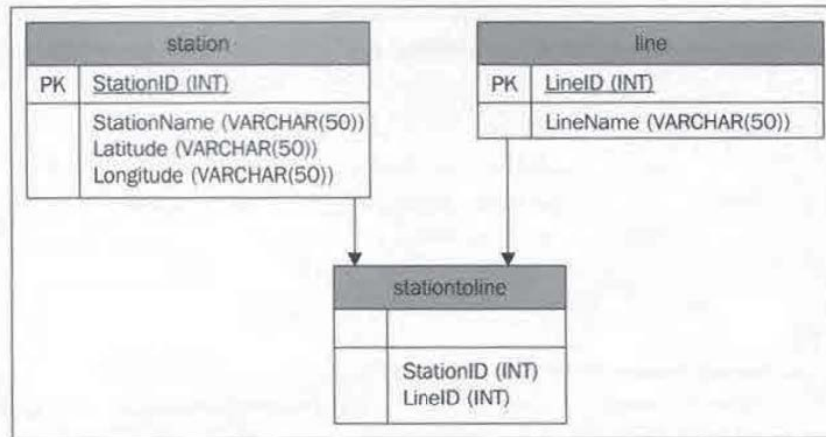 station
PK StationID (INT)
StationName (VARCHAR(50))
Latitude (VARCHAR(50))
Longitude (VARCHAR(50))
line
PK LineID (INT)
LineName (VARCHAR(50))
stationtoline
StationID (INT)
LineID (INT)